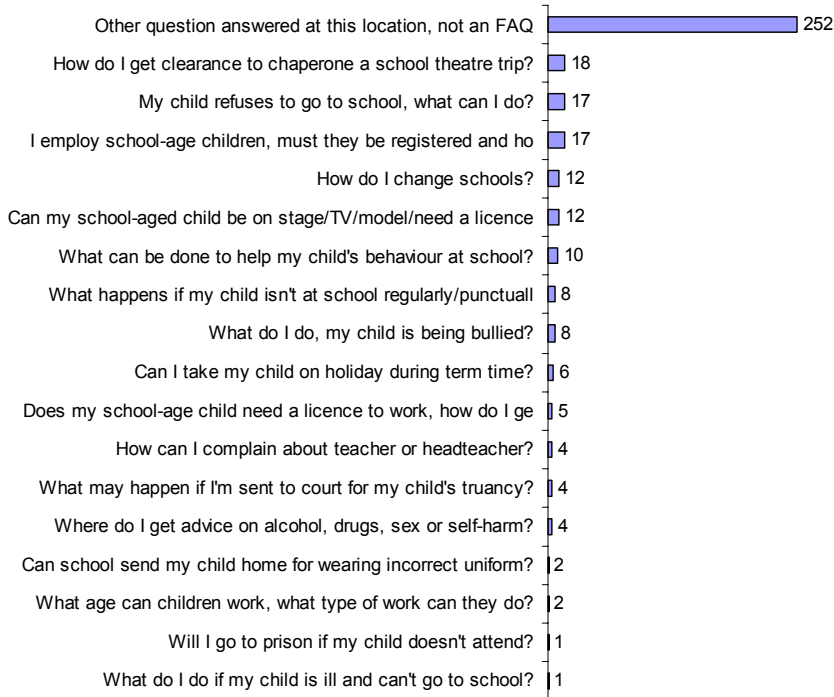 Other question answered at this location, not an FAQ 252
How do I get clearance to chaperone a school theatre trip? 18
My child refuses to go to school, what can I do? 17
I employ school-age children, must they be registered and ho 17
How do I change schools? 12
Can my school-aged child be on stage/TV/model/need a licence 12
What can be done to help my child's behaviour at school? 10
What happens if my child isn't at school regularly/punctuall 8
What do I do, my child is being bullied? 8
Can I take my child on holiday during term time? 6
Does my school-age child need a licence to work, how do I ge 5
How can I complain about teacher or headteacher? 4
What may happen if I'm sent to court for my child's truancy? 4
Where do I get advice on alcohol, drugs, sex or self-harm? 4
Can school send my child home for wearing incorrect uniform? 2
What age can children work, what type of work can they do? 2
Will I go to prison if my child doesn't attend? 1
What do I do if my child is ill and can't go to school? 1